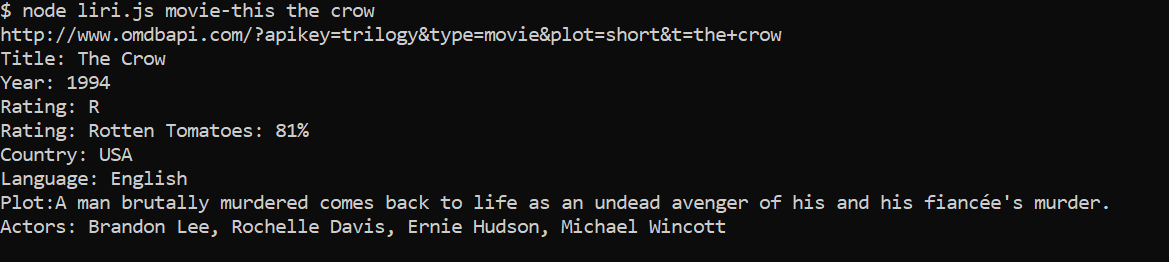 $ node liri.js movie-this the crow
http://www.omdbapi.com/?apikey=trilogy&type=movie&plot=short&t=the+crow
Title: The Crow
Year: 1994
Rating: R
Rating: Rotten Tomatoes: 81%
Country: USA
Language: English
Plot:A man brutally murdered comes back to life as an undead avenger of his and his fiancée's murder.
Actors: Brandon Lee, Rochelle Davis, Ernie Hudson, Michael Wincott